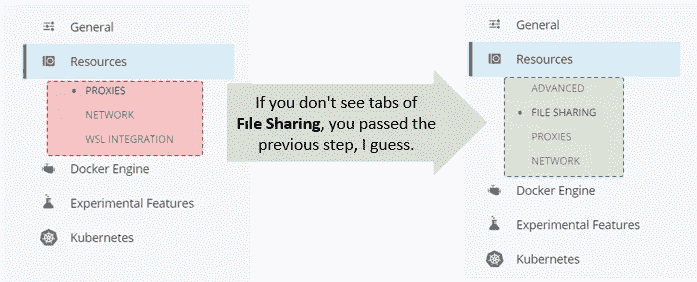 General
Resources
PROXIES
NETWORK
WSL INTEGRATION
Docker Engine
Experimental Features
Kubernetes
If you don't see tabs of
File Sharing, you passed the
previous step, I guess.
General
Resources
ADVANCED
FILE SHARING
PROXIES
NETWORK
Docker Engine
Experimental Features
Kubernetes